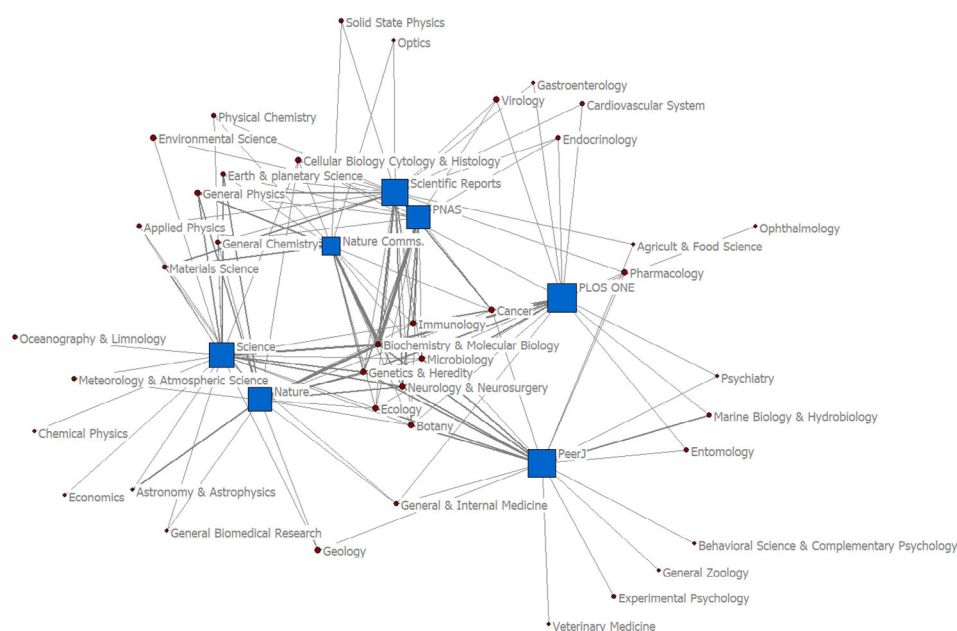 Solid State Physics
Optics
Gastroenterology
Virology
Cardiovascular System
Physical Chemistry
Environmental Science
Endocrinology
Cellular Biology Cytology & Histology
Earth & planetary Science
Scientific Reports
General Physics
PNAS
Applied Physics
Ophthalmology
General Chemistry
Nature Comms.
Agricult & Food Science
Materials Science
Pharmacology
PLOS ONE
Cancer
Immunology
Oceanography & Limnology
Science
Biochemistry & Molecular Biology
Microbiology
Genetics & Heredity
Meteorology & Atmospheric Science
Psychiatry
Nature
Neurology & Neurosurgery
Ecology
Marine Biology & Hydrobiology
Botany
Chemical Physics
Entomology
PeerJ
Economics
Astronomy & Astrophysics
General & Internal Medicine
General Biomedical Research
Geology
Behavioral Science & Complementary Psychology
General Zoology
Experimental Psychology
Veterinary Medicine